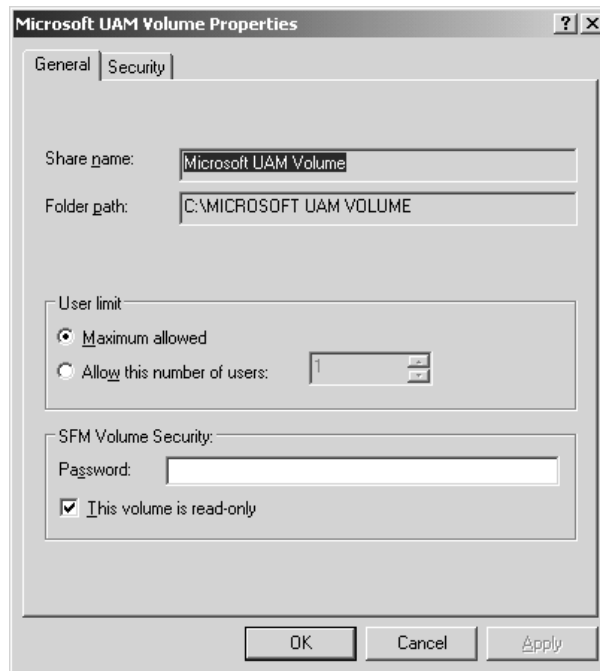 Microsoft UAM Volume Properties
General Security
Share name: Microsoft UAM Volume
Folder path: C:\MICROSOFT UAM VOLUME
User limit
Maximum allowed
Allow this number of users: 1
SFM Volume Security:
Password:
This volume is read-only
OK Cancel Apply